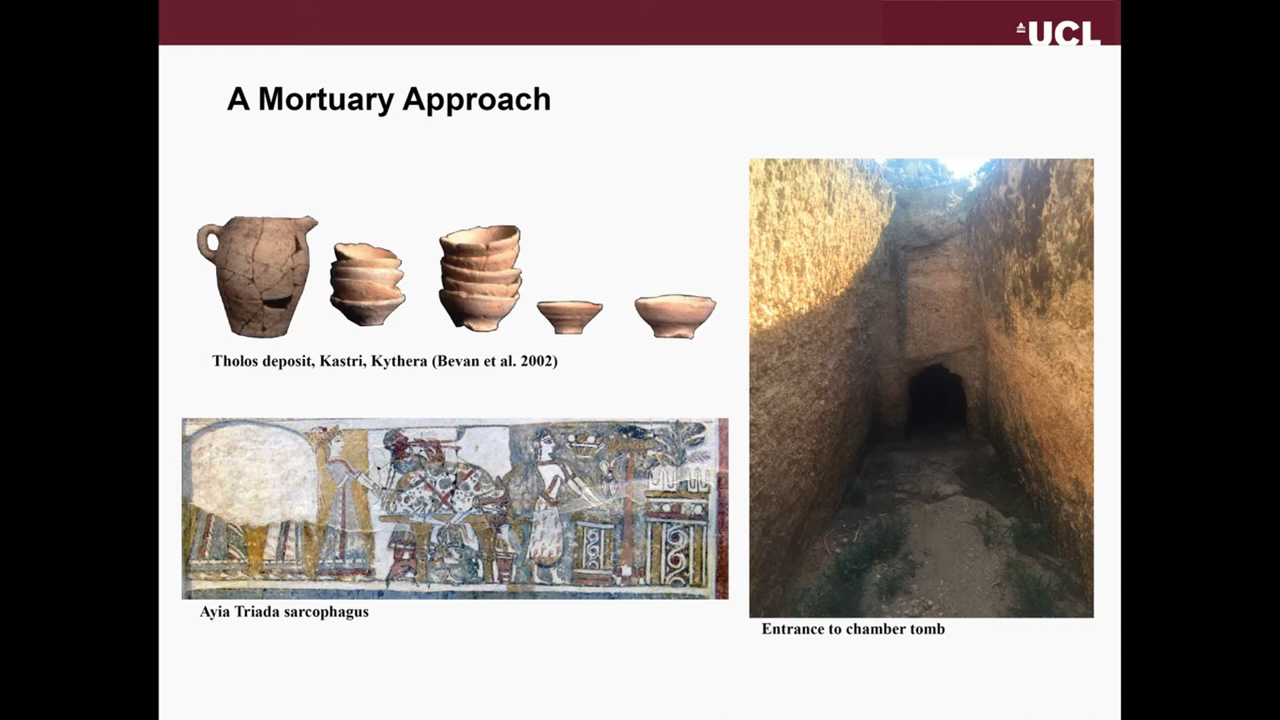 UCL
A Mortuary Approach
Tholos deposit, Kastri, Kythera (Bevan et al. 2002)
Ayia Triada sarcophagus
Entrance to chamber tomb